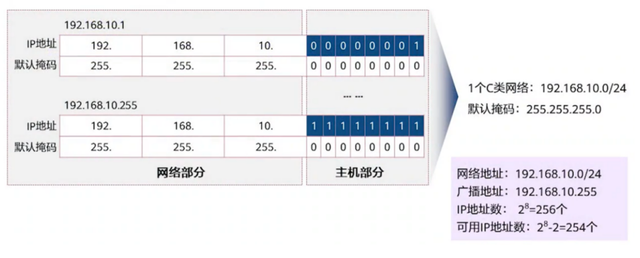 192.168.10.1
IP地址 192. 168. 10. 0 0 0 0 0 0 0 1
默认掩码 255. 255. 255. 0 0 0 0 0 0 0 0
... ...
192.168.10.255
IP地址 192. 168. 10. 1 1 1 1 1 1 1 1
默认掩码 255. 255. 255. 0 0 0 0 0 0 0 0
网络部分 主机部分
1个C类网络：192.168.10.0/24
默认掩码：255.255.255.0
网络地址：192.168.10.0/24
广播地址：192.168.10.255
IP地址数： 2⁸=256个
可用IP地址数：2⁸-2=254个